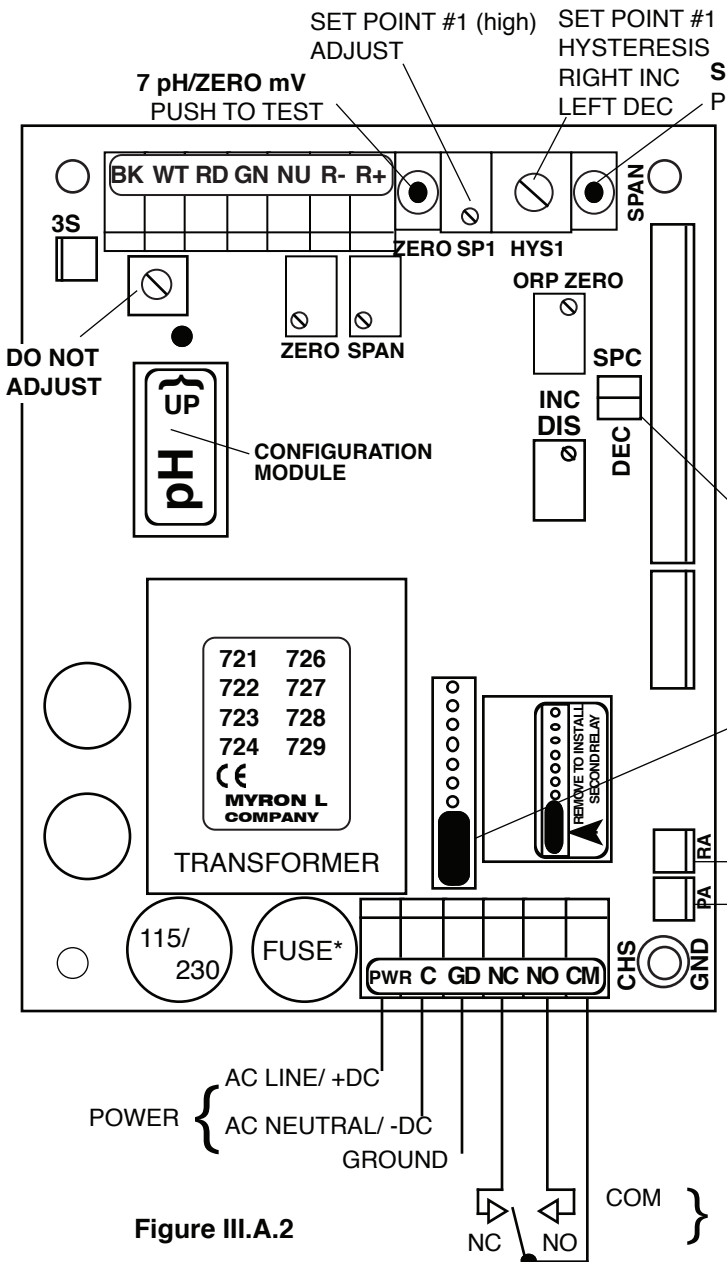 SET POINT #1 (high)
ADJUST
SET POINT #1
HYSTERESIS
RIGHT INC
LEFT DEC
S
P
7 pH/ZERO mV
PUSH TO TEST
BK WT RD GN NU R- R+
SPAN
3S
ZERO SP1 HYS1
ORP ZERO
ZERO SPAN
DO NOT
ADJUST
SPC
UP
pH
INC
DIS
DEC
CONFIGURATION
MODULE
721 726
722 727
723 728
724 729
CE
MYRON L
COMPANY
TRANSFORMER
REMOVE TO INSTALL
SECOND RELAY
RA
PA
115/
230
FUSE*
PWR C GD NC NO CM
CHS
GND
AC LINE/ +DC
POWER
AC NEUTRAL/ -DC
GROUND
COM
NC NO
Figure III.A.2